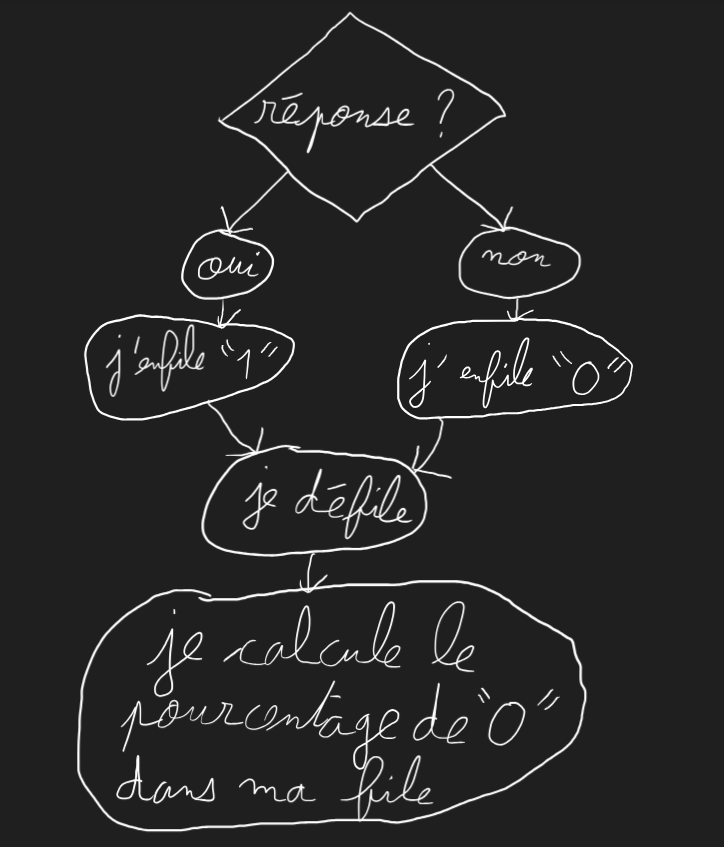 réponse ?
oui
non
j'enfile "1"
j'enfile "0"
je défile
je calcule le
pourcentage de "0"
dans ma file